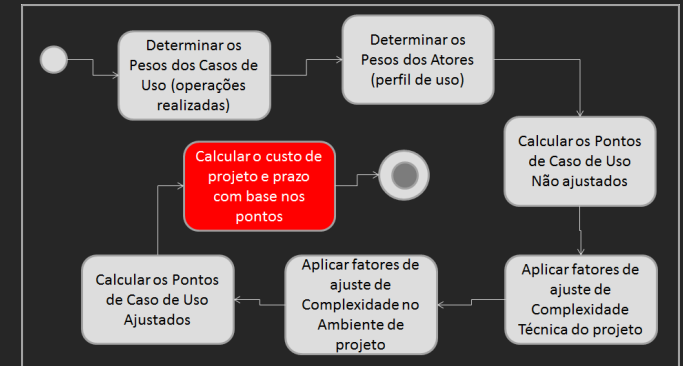 Determinar os
Pesos dos Casos de
Uso (operações
realizadas)
Determinar os
Pesos dos Atores
(perfil de uso)
Calcular os Pontos
de Caso de Uso
Não ajustados
Aplicar fatores de
ajuste de
Complexidade
Técnica do projeto
Aplicar fatores de
ajuste de
Complexidade no
Ambiente de
projeto
Calcular os Pontos
de Caso de Uso
Ajustados
Calcular o custo de
projeto e prazo
com base nos
pontos